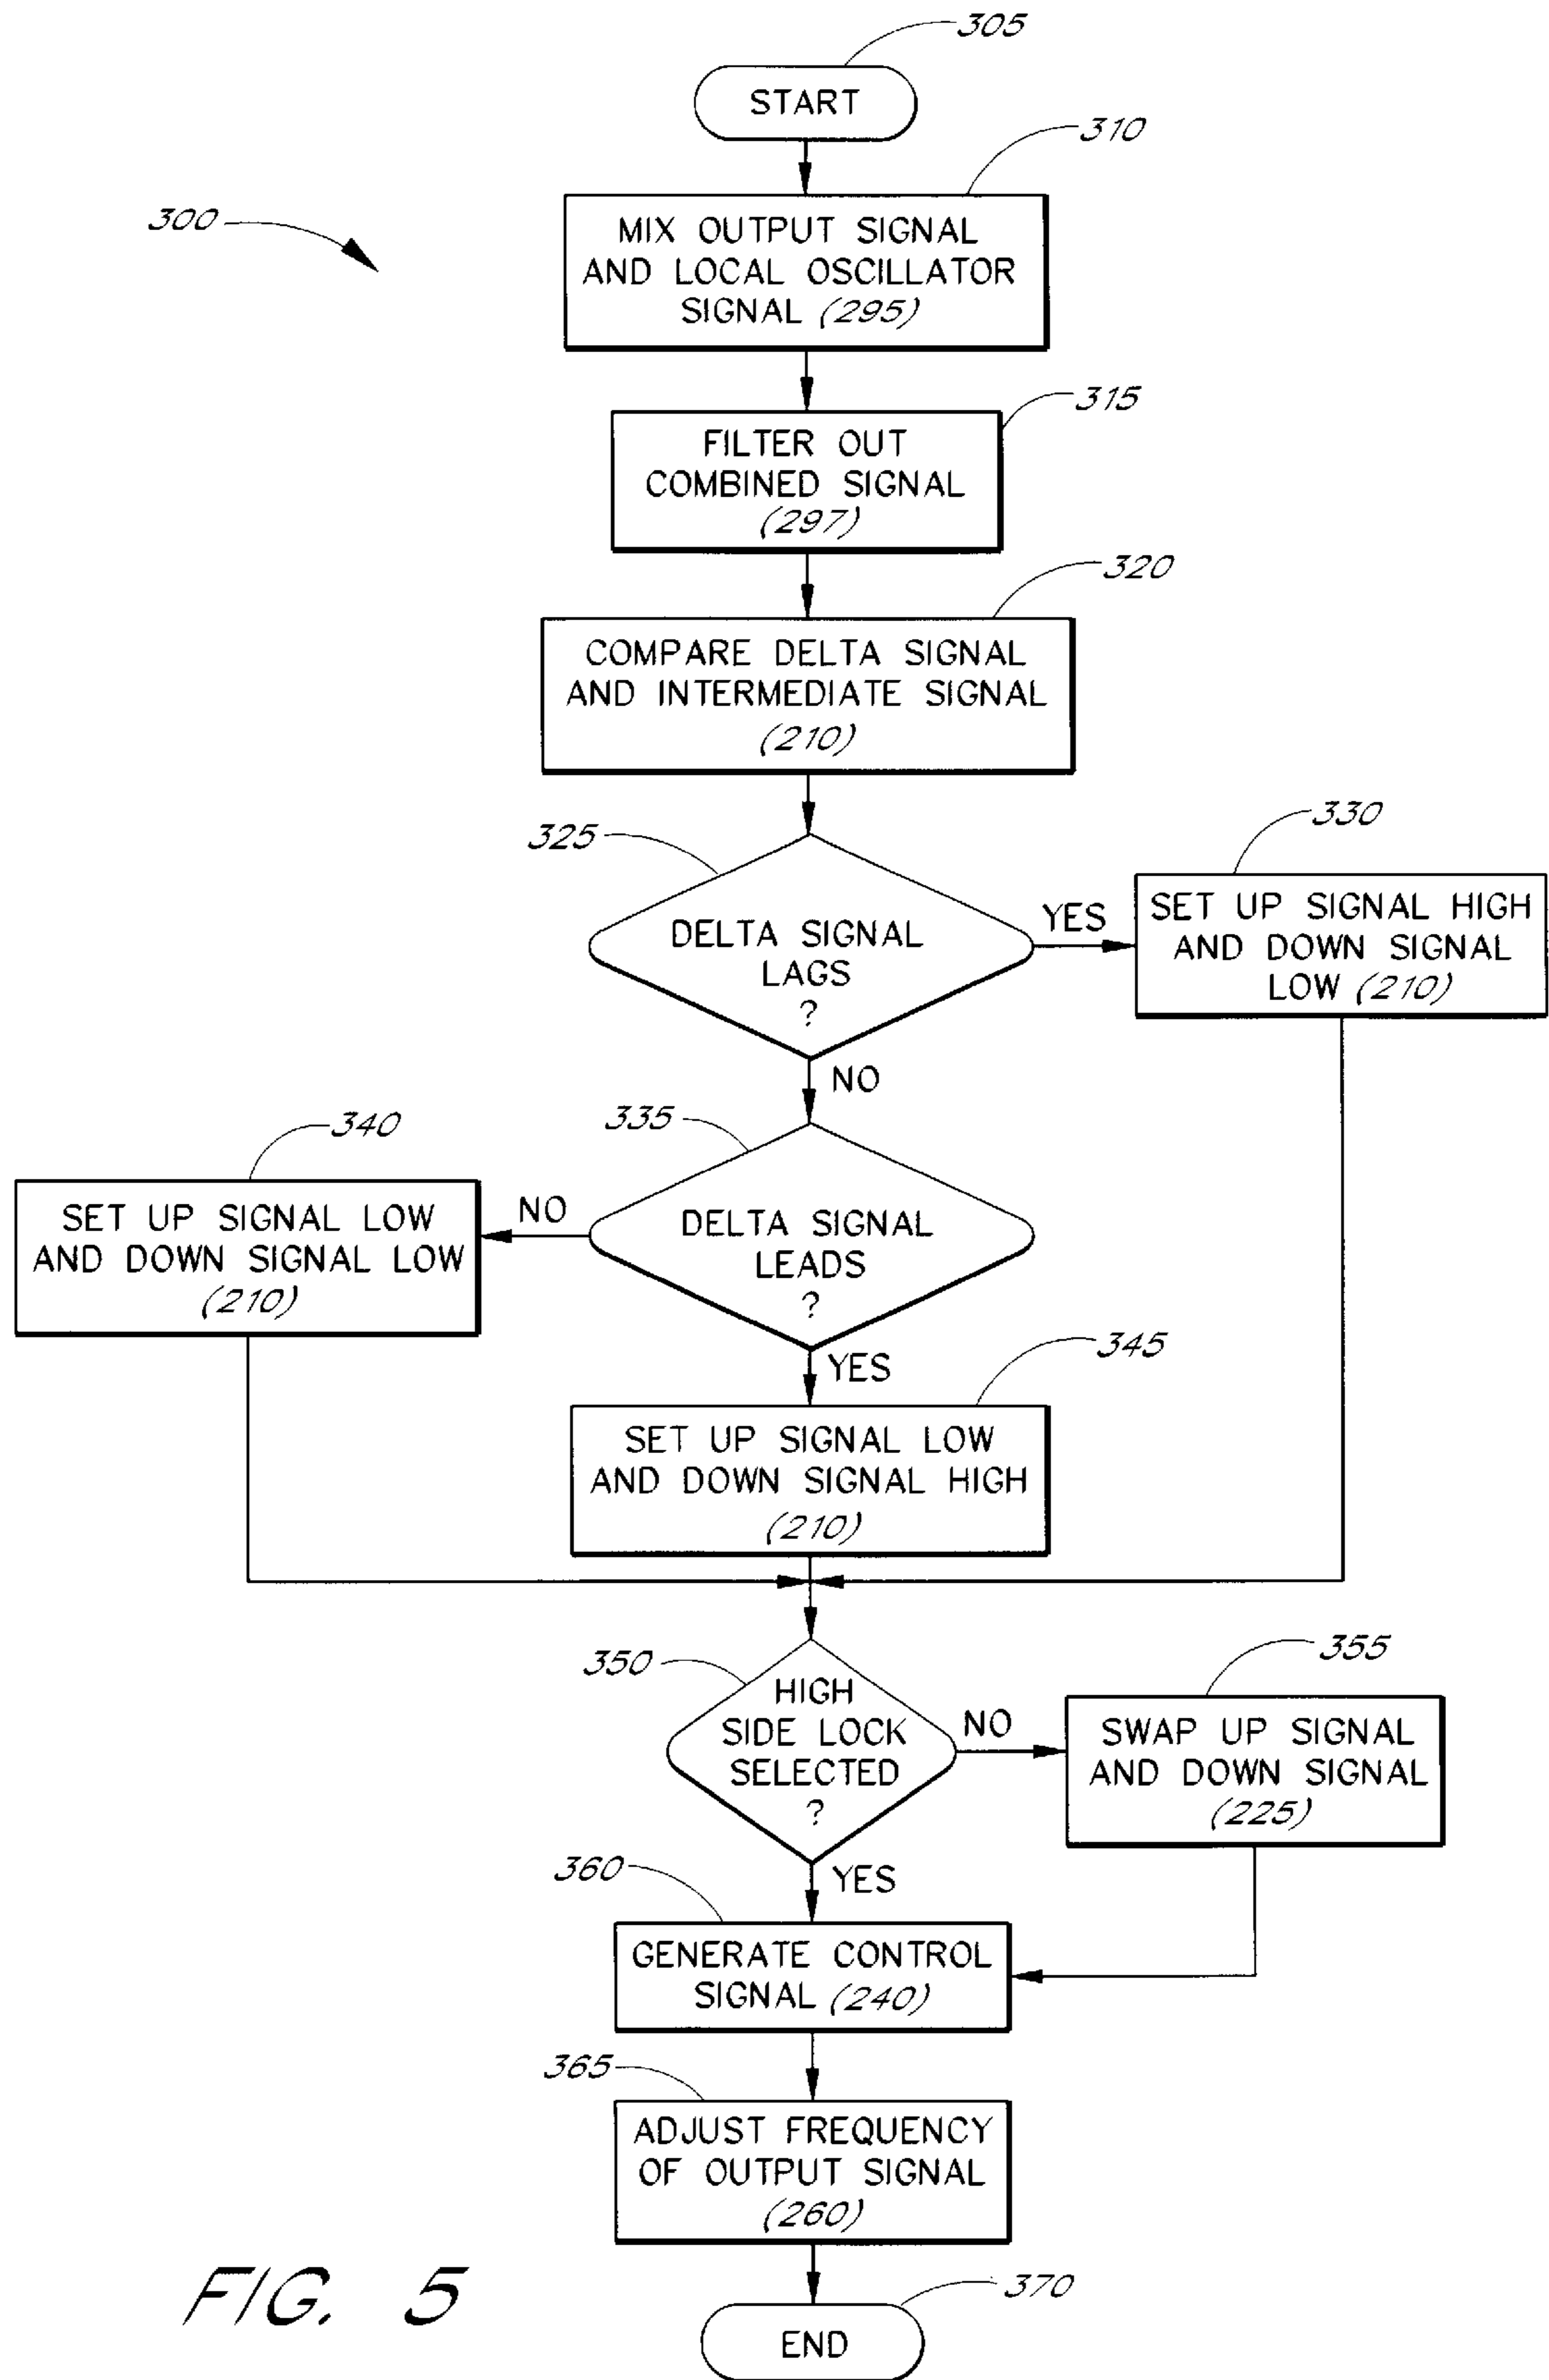 305
START
310
300
MIX OUTPUT SIGNAL
AND LOCAL OSCILLATOR
SIGNAL (295)
315
FILTER OUT
COMBINED SIGNAL
(297)
320
COMPARE DELTA SIGNAL
AND INTERMEDIATE SIGNAL
(210)
325
330
DELTA SIGNAL
LAGS
?
YES
SET UP SIGNAL HIGH
AND DOWN SIGNAL
LOW (210)
NO
335
340
DELTA SIGNAL
LEADS
?
NO
SET UP SIGNAL LOW
AND DOWN SIGNAL LOW
(210)
YES
345
SET UP SIGNAL LOW
AND DOWN SIGNAL HIGH
(210)
350
355
HIGH
SIDE LOCK
SELECTED
?
NO
SWAP UP SIGNAL
AND DOWN SIGNAL
(225)
YES
360
GENERATE CONTROL
SIGNAL (240)
365
ADJUST FREQUENCY
OF OUTPUT SIGNAL
(260)
370
END
FIG. 5